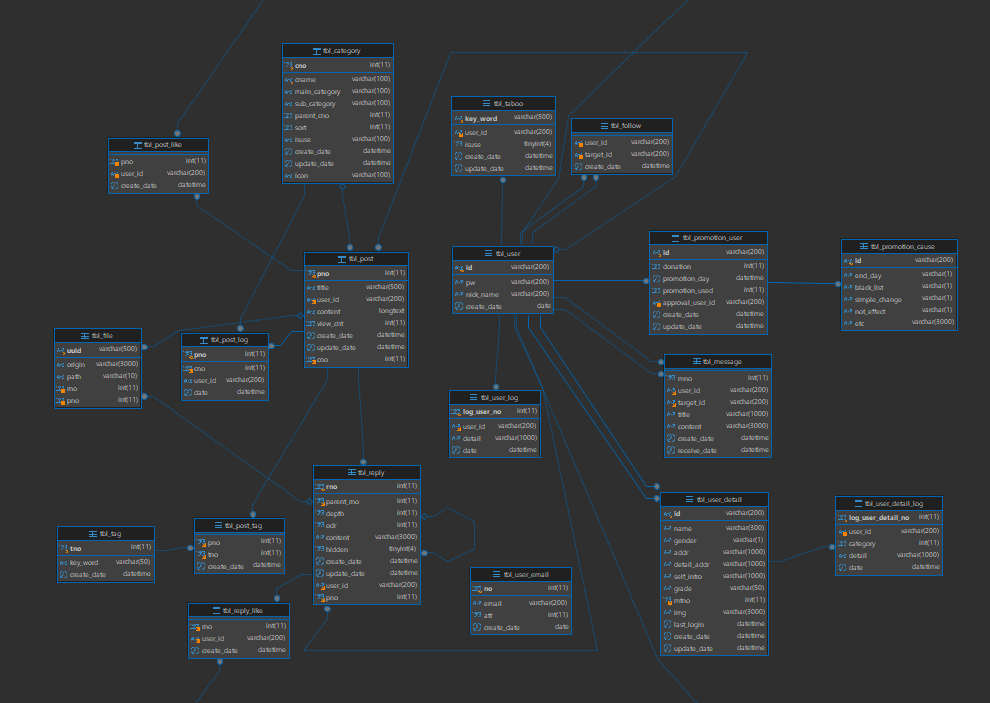 tbl_category
cno int(11)
cname varchar(100)
main_category varchar(100)
sub_category varchar(100)
parent_cno int(11)
sort int(11)
isuse varchar(100)
create_date datetime
update_date datetime
icon varchar(100)
tbl_taboo
key_word varchar(500)
user_id varchar(200)
isuse tinyint(4)
create_date datetime
update_date datetime
tbl_follow
user_id varchar(200)
target_id varchar(200)
create_date datetime
tbl_post_like
pno int(11)
user_id varchar(200)
create_date datetime
tbl_post
pno int(11)
title varchar(500)
user_id varchar(200)
content longtext
view_cnt int(11)
create_date datetime
update_date datetime
cno int(11)
tbl_user
id varchar(200)
pw varchar(200)
nick_name varchar(200)
create_date date
tbl_promotion_user
id varchar(200)
donation int(11)
promotion_day datetime
promotion_used int(11)
approval_user_id varchar(200)
create_date datetime
update_date datetime
tbl_promotion_cause
id varchar(200)
end_day varchar(1)
black_list varchar(1)
simple_change varchar(1)
not_effect varchar(1)
etc varchar(3000)
tbl_file
uuid varchar(500)
origin varchar(3000)
path varchar(10)
rno int(11)
pno int(11)
tbl_post_log
pno int(11)
cno int(11)
user_id varchar(200)
date datetime
tbl_message
mno int(11)
user_id varchar(200)
target_id varchar(200)
title varchar(1000)
content varchar(3000)
create_date datetime
receive_date datetime
tbl_user_log
log_user_no int(11)
user_id varchar(200)
detail varchar(1000)
date datetime
tbl_reply
rno int(11)
parent_rno int(11)
depth int(11)
odr int(11)
content varchar(3000)
hidden tinyint(4)
create_date datetime
update_date datetime
user_id varchar(200)
pno int(11)
tbl_user_detail
id varchar(200)
name varchar(300)
gender varchar(1)
addr varchar(1000)
detail_addr varchar(1000)
self_intro varchar(1000)
grade varchar(50)
mtno int(11)
img varchar(3000)
last_login datetime
create_date datetime
update_date datetime
tbl_user_detail_log
log_user_detail_no int(11)
user_id varchar(200)
category int(11)
detail varchar(1000)
date datetime
tbl_tag
tno int(11)
key_word varchar(50)
create_date datetime
tbl_post_tag
pno int(11)
tno int(11)
create_date datetime
tbl_user_email
no int(11)
email varchar(200)
att int(11)
create_date date
tbl_reply_like
rno int(11)
user_id varchar(200)
create_date datetime